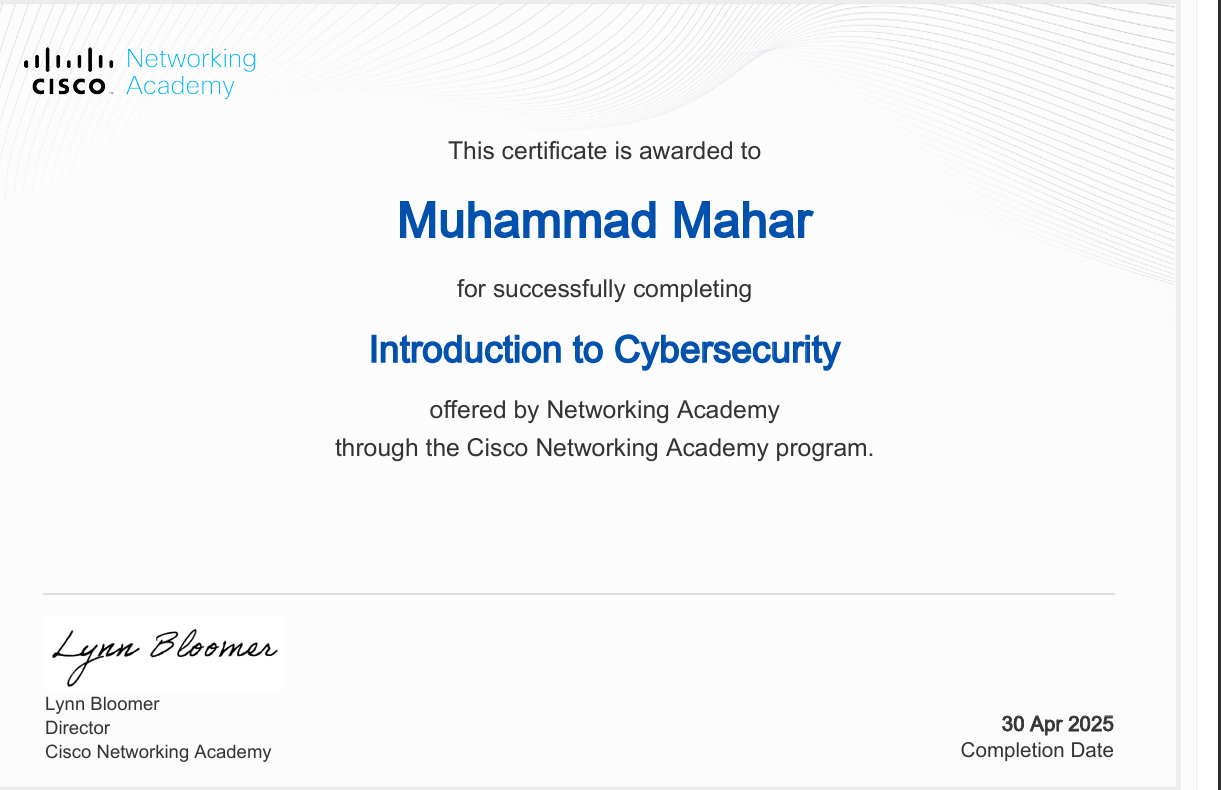 Networking
CISCO Academy
This certificate is awarded to
Muhammad Mahar
for successfully completing
Introduction to Cybersecurity
offered by Networking Academy
through the Cisco Networking Academy program.
Lynn Bloomer
Lynn Bloomer
Director
Cisco Networking Academy
30 Apr 2025
Completion Date